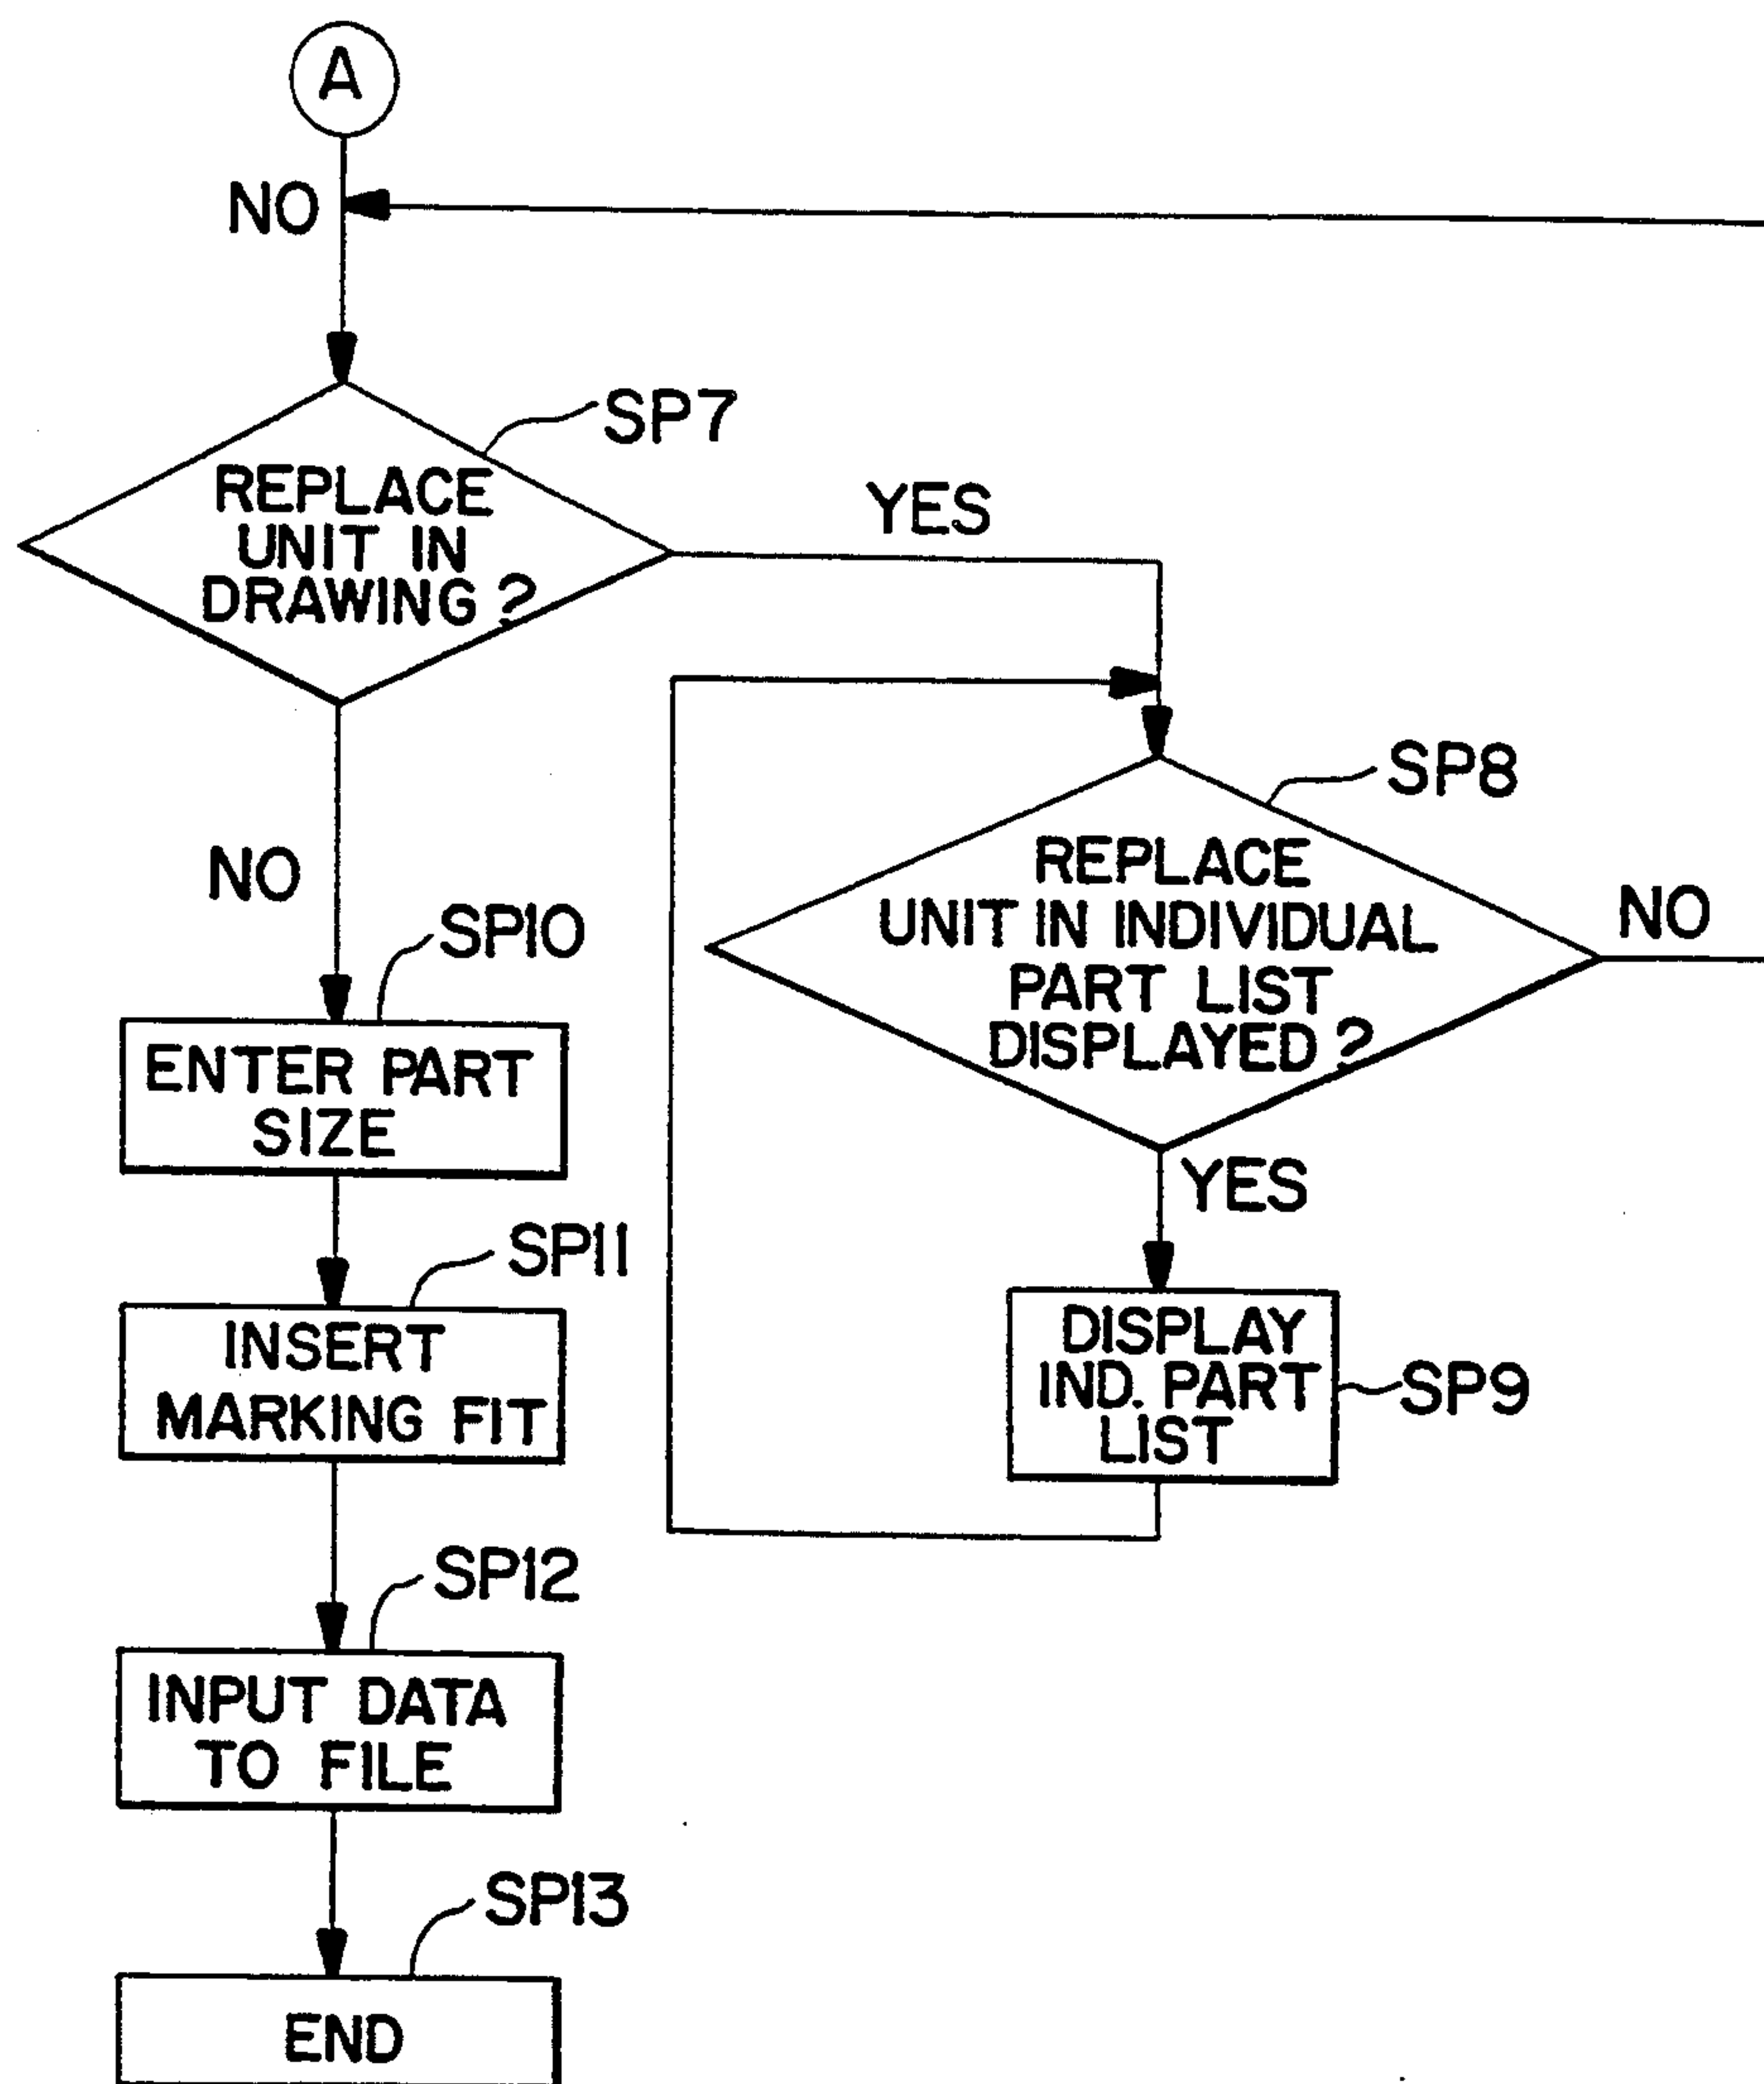 A
NO
SP7
REPLACE
UNIT IN
DRAWING ?
YES
NO
SP8
REPLACE
UNIT IN INDIVIDUAL
PART LIST
DISPLAYED ?
NO
YES
SP9
DISPLAY
IND. PART
LIST
SP10
ENTER PART
SIZE
SP11
INSERT
MARKING FIT
SP12
INPUT DATA
TO FILE
SP13
END